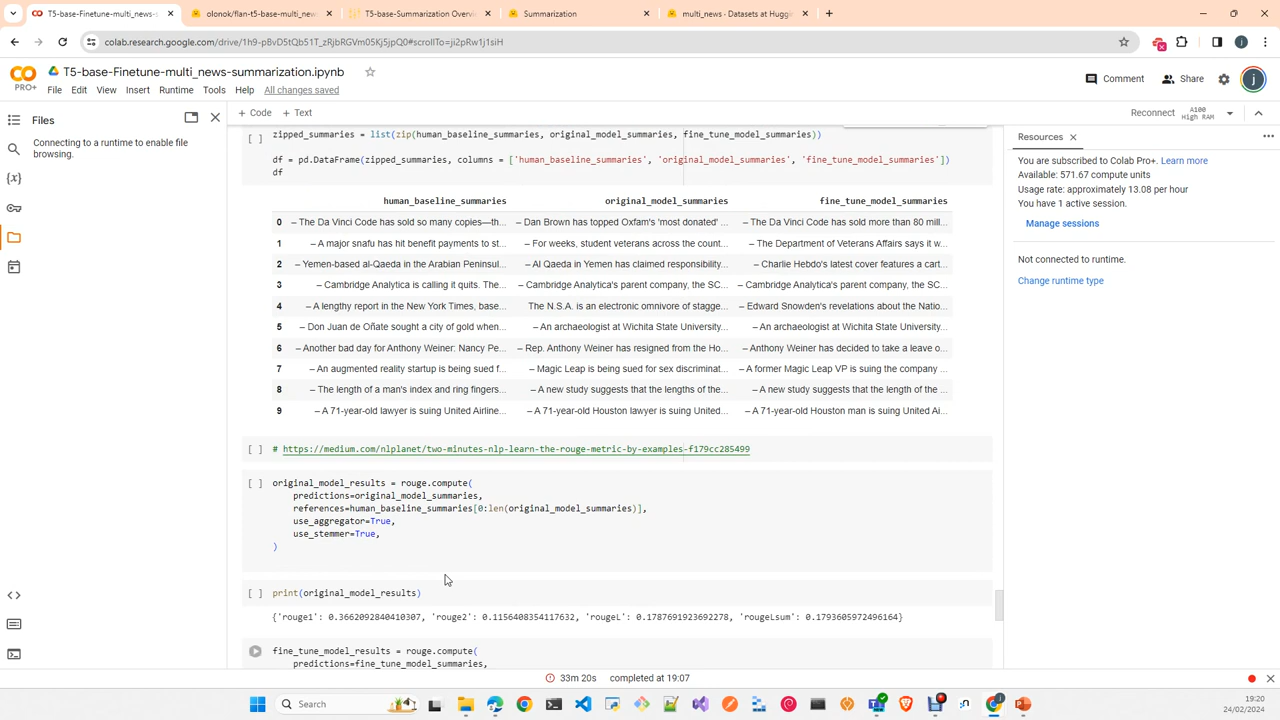 T5-base-Finetune-multi_news-s
olonok/flan-t5-base-multi_new
T5-base-Summarization Overvi
Summarization
multi_news · Datasets at Huggin
colab.research.google.com/drive/1h9-pBvD5tQb51T_zRjbRGVm05Kj5jpQ0#scrollTo=ji2pRw1j1siH
T5-base-Finetune-multi_news-summarization.ipynb
PRO+
File Edit View Insert Runtime Tools Help All changes saved
Comment Share
j
Files
Connecting to a runtime to enable file
browsing.
+ Code + Text
Reconnect A100
High RAM
zipped_summaries = list(zip(human_baseline_summaries, original_model_summaries, fine_tune_model_summaries))
df = pd.DataFrame(zipped_summaries, columns = ['human_baseline_summaries', 'original_model_summaries', 'fine_tune_model_summaries'])
df
human_baseline_summaries original_model_summaries fine_tune_model_summaries
0 – The Da Vinci Code has sold so many copies—th... – Dan Brown has topped Oxfam's 'most donated' ... – The Da Vinci Code has sold more than 80 mill...
1 – A major snafu has hit benefit payments to st... – For weeks, student veterans across the count... – The Department of Veterans Affairs says it w...
2 – Yemen-based al-Qaeda in the Arabian Peninsul... – Al Qaeda in Yemen has claimed responsibility... – Charlie Hebdo's latest cover features a cart...
3 – Cambridge Analytica is calling it quits. The... – Cambridge Analytica's parent company, the SC... – Cambridge Analytica's parent company, the SC...
4 – A lengthy report in the New York Times, base... The N.S.A. is an electronic omnivore of stagge... – Edward Snowden's revelations about the Natio...
5 – Don Juan de Oñate sought a city of gold when... – An archaeologist at Wichita State University... – An archaeologist at Wichita State University...
6 – Another bad day for Anthony Weiner: Nancy Pe... – Rep. Anthony Weiner has resigned from the Ho... – Anthony Weiner has decided to take a leave o...
7 – An augmented reality startup is being sued f... – Magic Leap is being sued for sex discriminat... – A former Magic Leap VP is suing the company ...
8 – The length of a man's index and ring fingers... – A new study suggests that the lengths of the... – A new study suggests that the length of the ...
9 – A 71-year-old lawyer is suing United Airline... – A 71-year-old Houston lawyer is suing United... – A 71-year-old Houston man is suing United Ai...
[ ] # https://medium.com/nlplanet/two-minutes-nlp-learn-the-rouge-metric-by-examples-f179cc285499
[ ] original_model_results = rouge.compute(
predictions=original_model_summaries,
references=human_baseline_summaries[0:len(original_model_summaries)],
use_aggregator=True,
use_stemmer=True,
)
[ ] print(original_model_results)
{'rouge1': 0.3662092840410307, 'rouge2': 0.1156408354117632, 'rougeL': 0.1787691923692278, 'rougeLsum': 0.1793605972496164}
fine_tune_model_results = rouge.compute(
predictions=fine_tune_model_summaries,
Resources
You are subscribed to Colab Pro+. Learn more
Available: 571.67 compute units
Usage rate: approximately 13.08 per hour
You have 1 active session.
Manage sessions
Not connected to runtime.
Change runtime type
33m 20s completed at 19:07
Search
19:20
24/02/2024